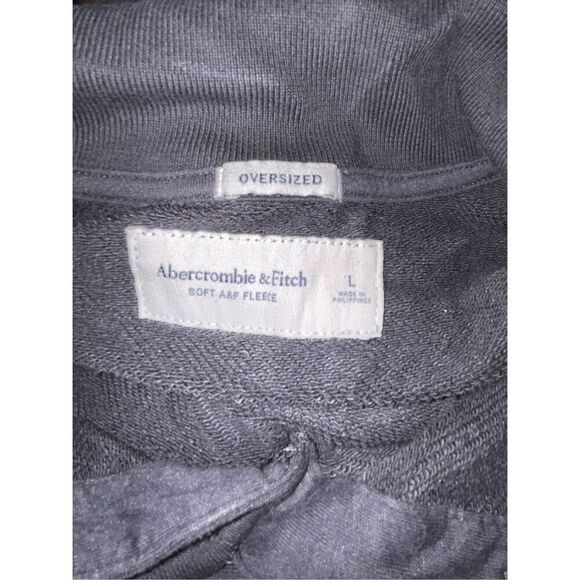 OVERSIZED
Abercrombie & Fitch
SOFT A&F FLEECE
L
MADE IN
PHILIPPINES